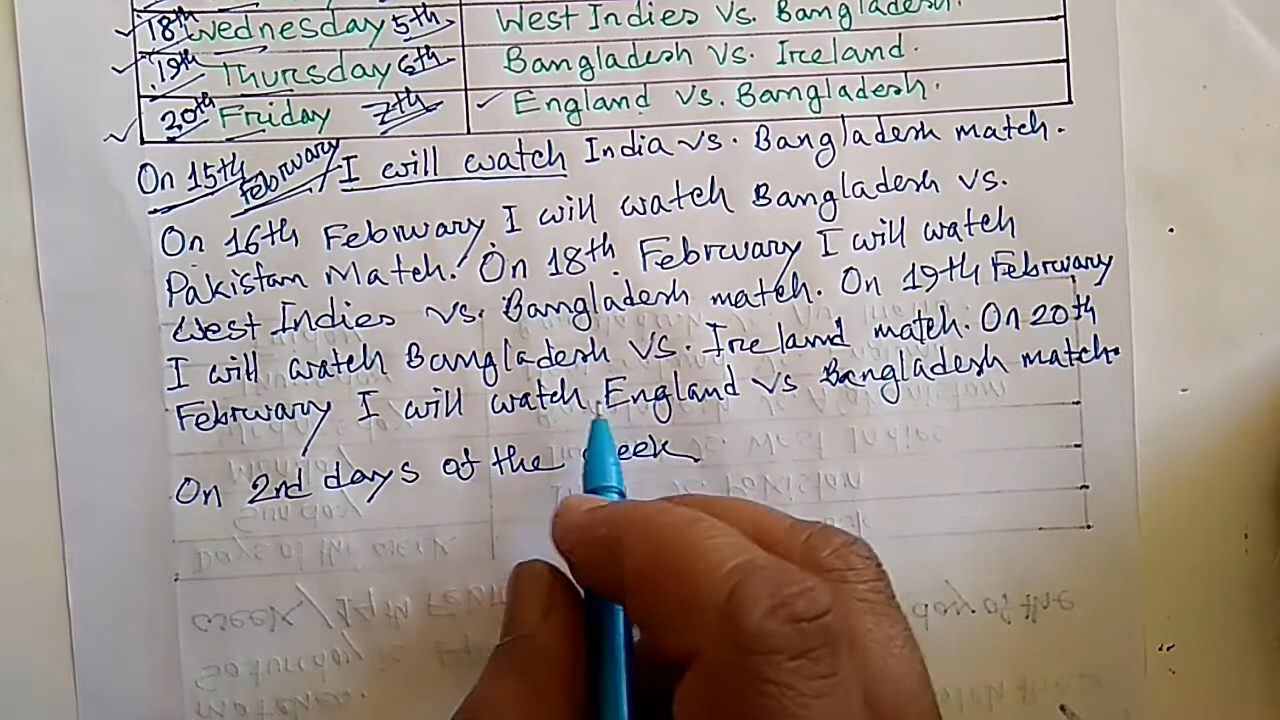 18th Wednesday 5th West Indies Vs. Bangladesh.
19th Thursday 6th Bangladesh Vs. Ireland.
20th Friday 7th England Vs. Bangladesh.
On 15th February I will watch India vs. Bangladesh match.
On 16th February I will watch Bangladesh vs.
Pakistan Match. On 18th February I will watch
West Indies vs. Bangladesh match. On 19th February
I will watch Bangladesh vs. Ireland match. On 20th
February I will watch England vs Bangladesh match.
On 2nd days of the week